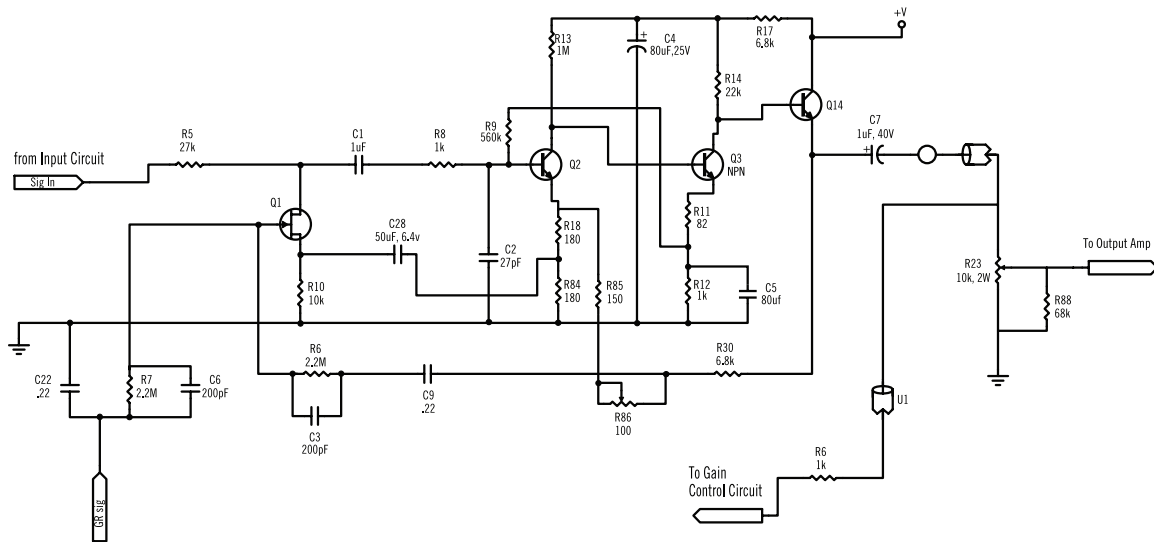 +V
R17
6.8k
R13
1M
C4
80uF,25V
+
R14
22k
Q14
C7
1uF, 40V
+
R9
560k
R5
27k
C1
1uF
R8
1k
from Input Circuit
Sig In
Q2
Q3
NPN
Q1
C28
50uF, 6.4v
R18
180
R11
82
C2
27pF
To Output Amp
R10
10k
R84
180
R85
150
R12
1k
C5
80uf
R23
10k, 2W
R88
68k
R30
6.8k
R6
2.2M
C22
.22
R7
2.2M
C6
200pF
C9
.22
R86
100
C3
200pF
U1
R6
1k
To Gain
Control Circuit
GR sig